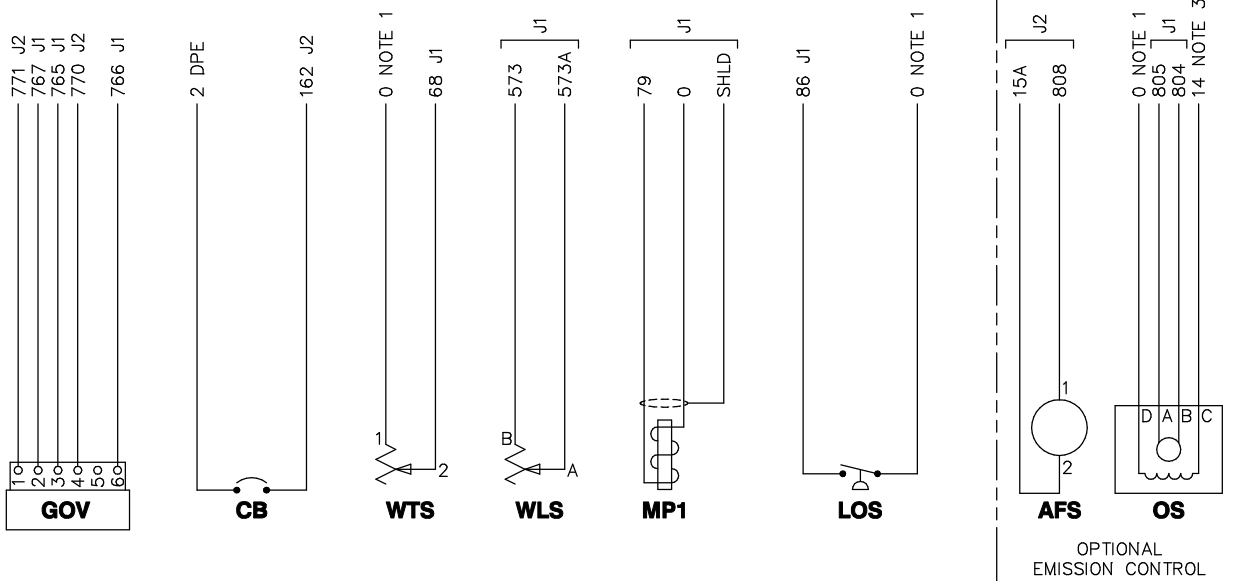 771 J2
767 J1
765 J1
770 J2
766 J1
2 DPE
162 J2
0 NOTE 1
68 J1
J1
573
573A
J1
79
0
SHLD
86 J1
0 NOTE 1
J2
15A
808
0 NOTE 1
J1
805
804
14 NOTE 3
1
2
3
4
5
6
GOV
CB
1
2
WTS
B
A
WLS
MP1
LOS
1
2
AFS
D A B C
OS
OPTIONAL
EMISSION CONTROL